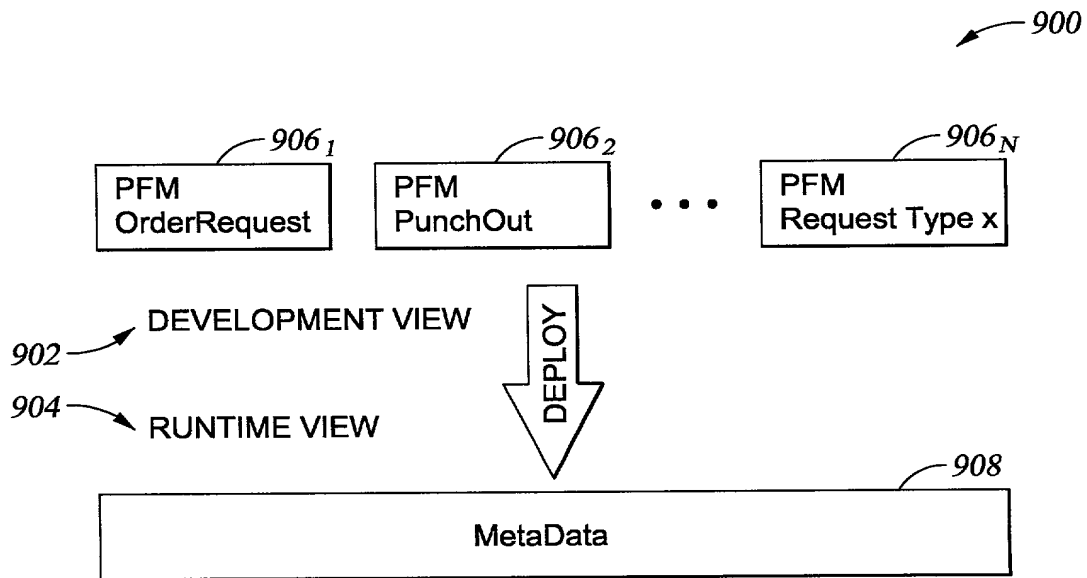 900
906₁
906₂
906ₙ
PFM
OrderRequest
PFM
PunchOut
PFM
Request Type x
DEVELOPMENT VIEW
902
DEPLOY
904
RUNTIME VIEW
908
MetaData